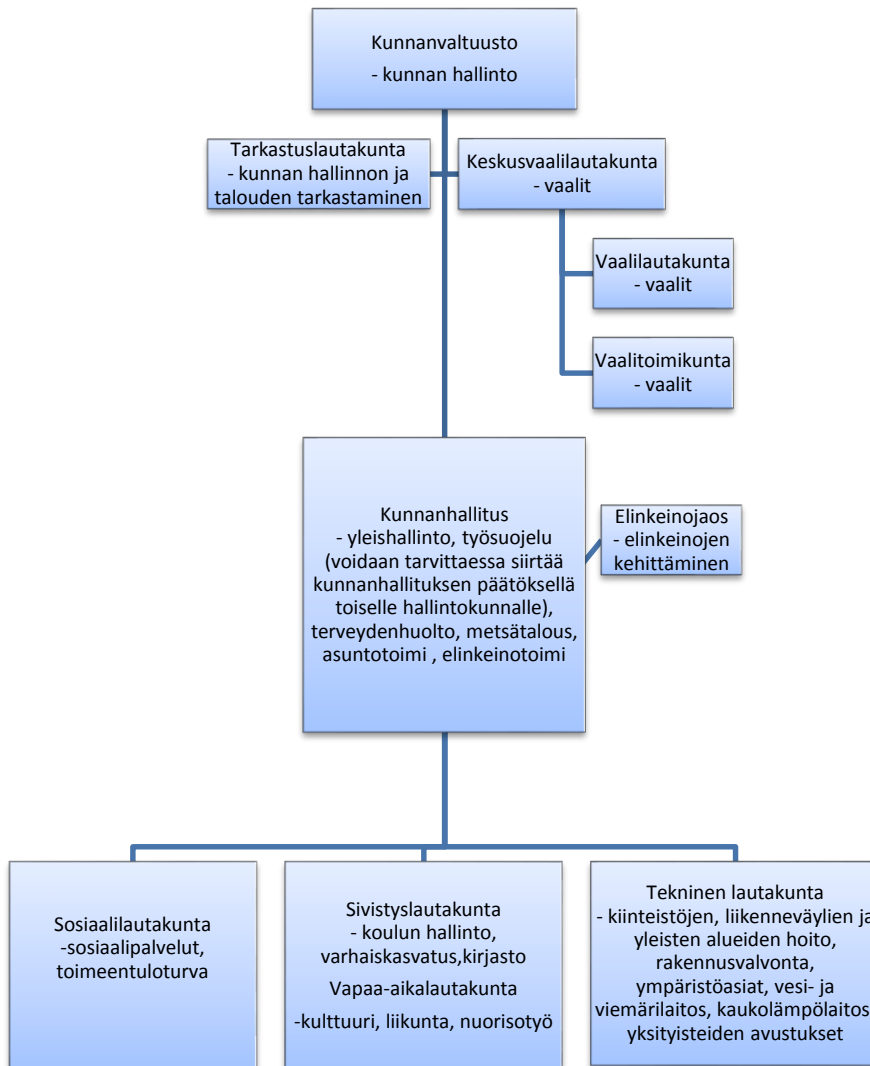 Kunnanvaltuusto
- kunnan hallinto
Tarkastuslautakunta
- kunnan hallinnon ja
talouden tarkastaminen
Keskusvaalilautakunta
- vaalit
Vaalilautakunta
- vaalit
Vaalitoimikunta
- vaalit
Kunnanhallitus
- yleishallinto, työsuojelu
(voidaan tarvittaessa siirtää
kunnanhallituksen päätöksellä
toiselle hallintokunnalle),
terveydenhuolto, metsätalous,
asuntotoimi , elinkeinotoimi
Elinkeinojaos
- elinkeinojen
kehittäminen
Sosiaalilautakunta
-sosiaalipalvelut,
toimeentuloturva
Sivistyslautakunta
- koulun hallinto,
varhaiskasvatus,kirjasto
Vapaa-aikalautakunta
-kulttuuri, liikunta, nuorisotyö
Tekninen lautakunta
- kiinteistöjen, liikenneväylien ja
yleisten alueiden hoito,
rakennusvalvonta,
ympäristöasiat, vesi- ja
viemärilaitos, kaukolämpölaitos
yksityisteiden avustukset